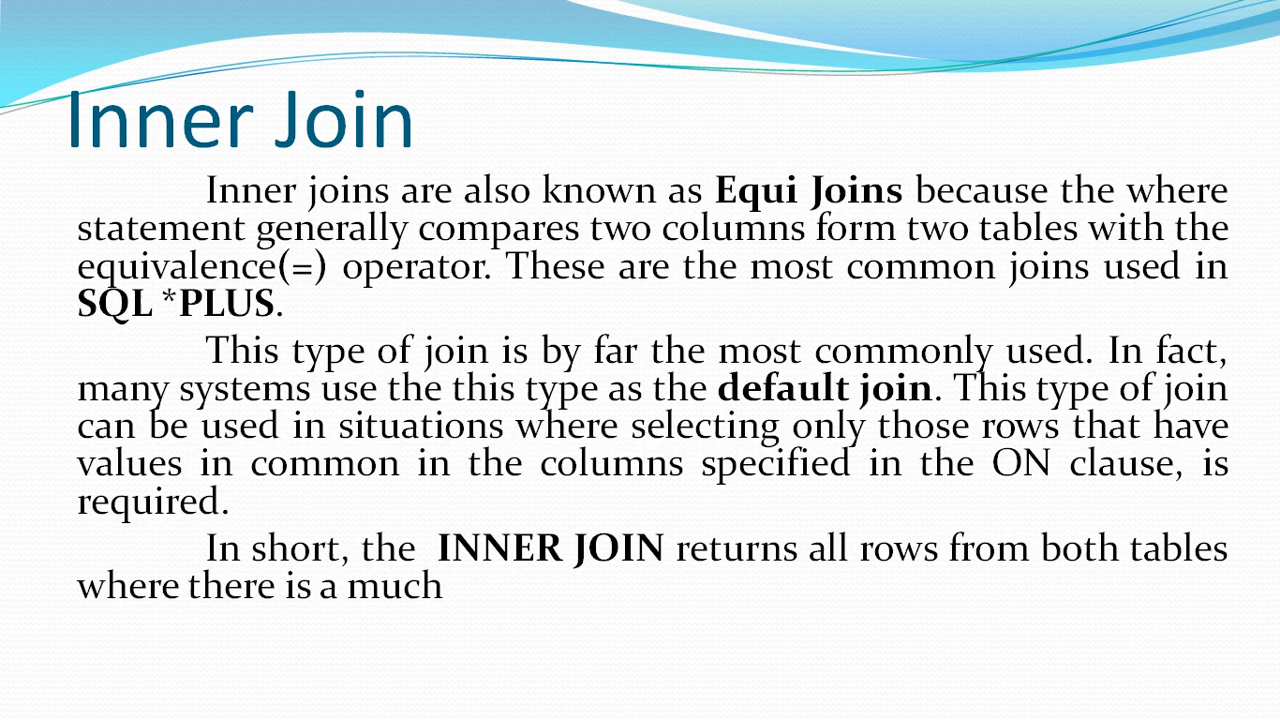 Inner Join
Inner joins are also known as Equi Joins because the where
statement generally compares two columns form two tables with the
equivalence(=) operator. These are the most common joins used in
SQL *PLUS.
This type of join is by far the most commonly used. In fact,
many systems use the this type as the default join. This type of join
can be used in situations where selecting only those rows that have
values in common in the columns specified in the ON clause, is
required.
In short, the INNER JOIN returns all rows from both tables
where there is a much